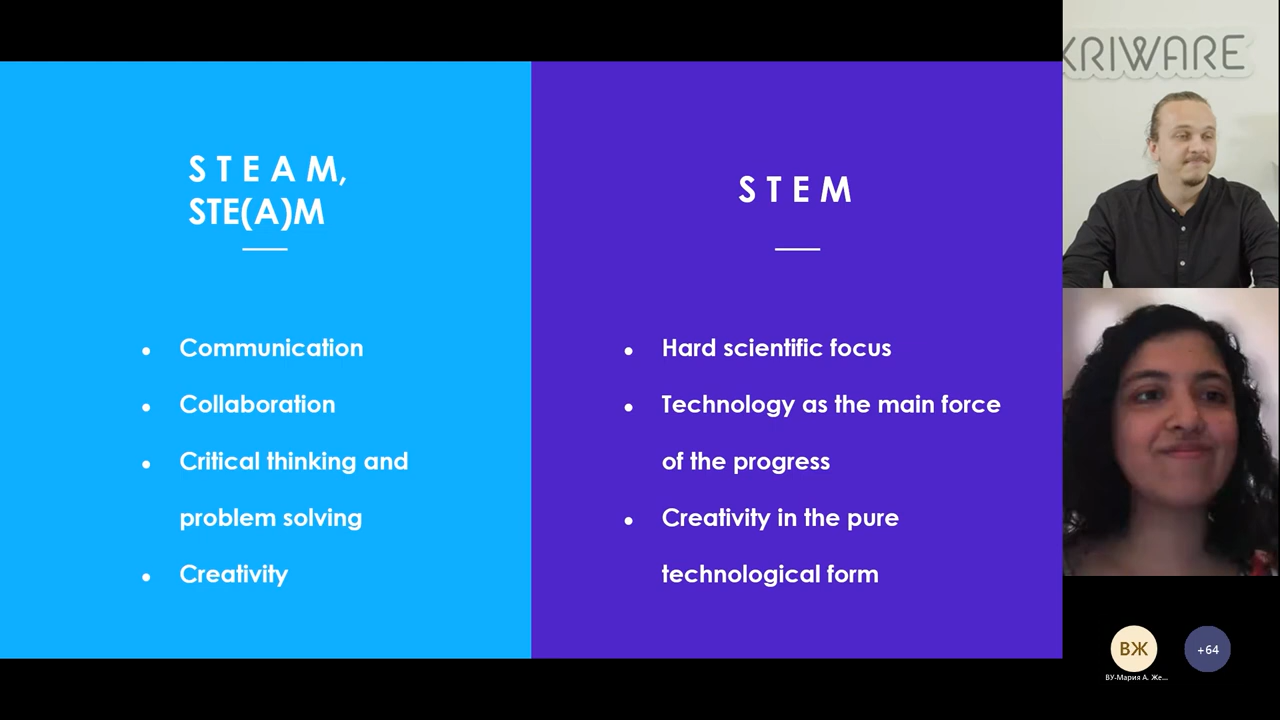 S T E A M,
STE(A)M
Communication
Collaboration
Critical thinking and
problem solving
Creativity
S T E M
Hard scientific focus
Technology as the main force
of the progress
Creativity in the pure
technological form
KRIWARE
ВЖ
+64
ВУ-Мария А. Же...